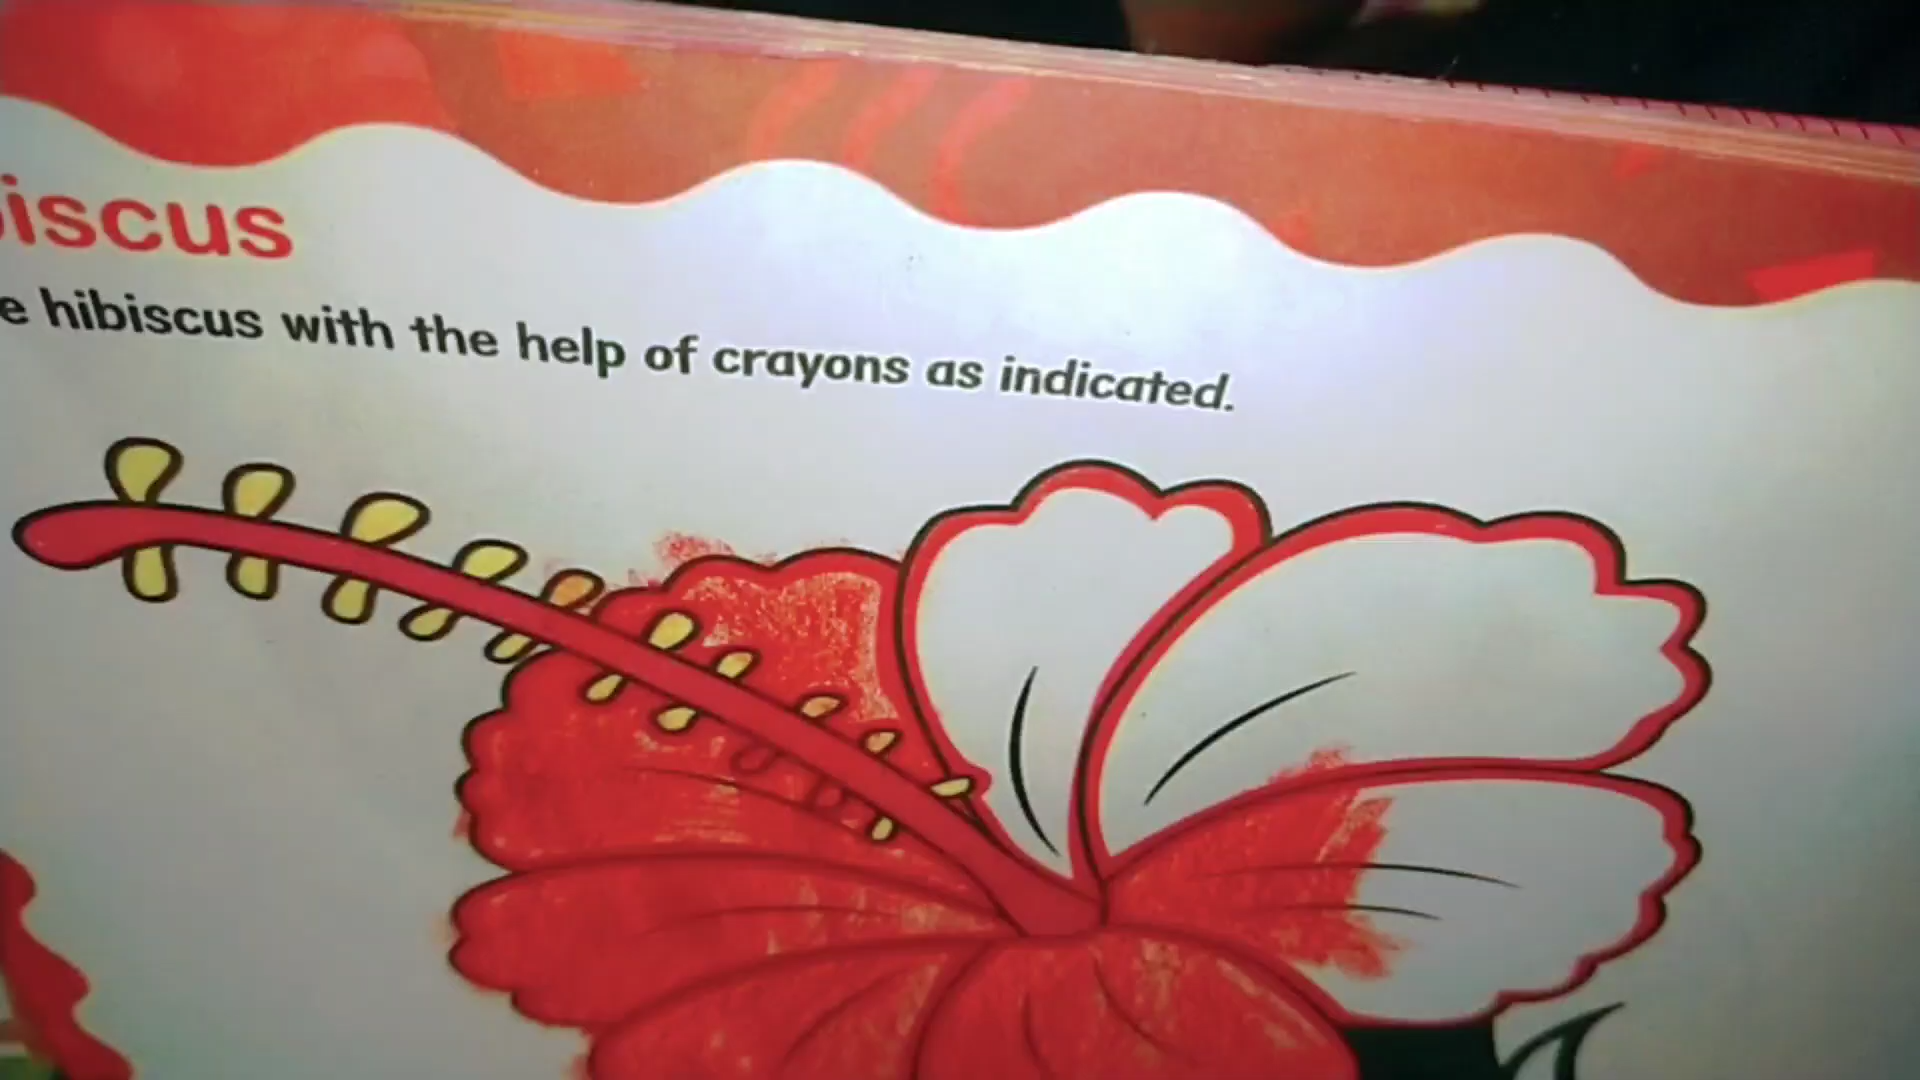 iscus
e hibiscus with the help of crayons as indicated.